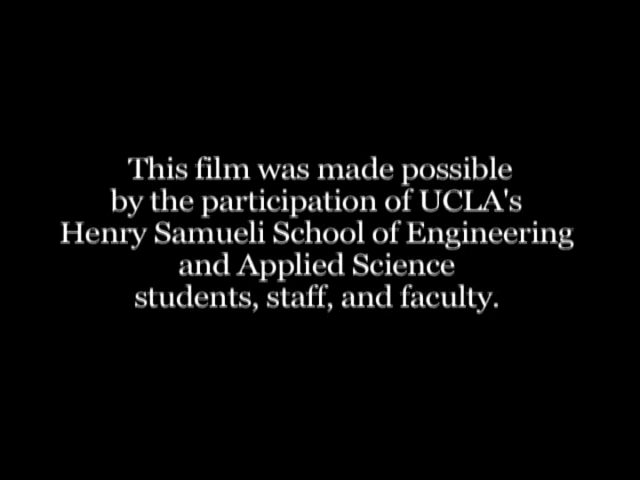 This film was made possible
by the participation of UCLA's
Henry Samueli School of Engineering
and Applied Science
students, staff, and faculty.